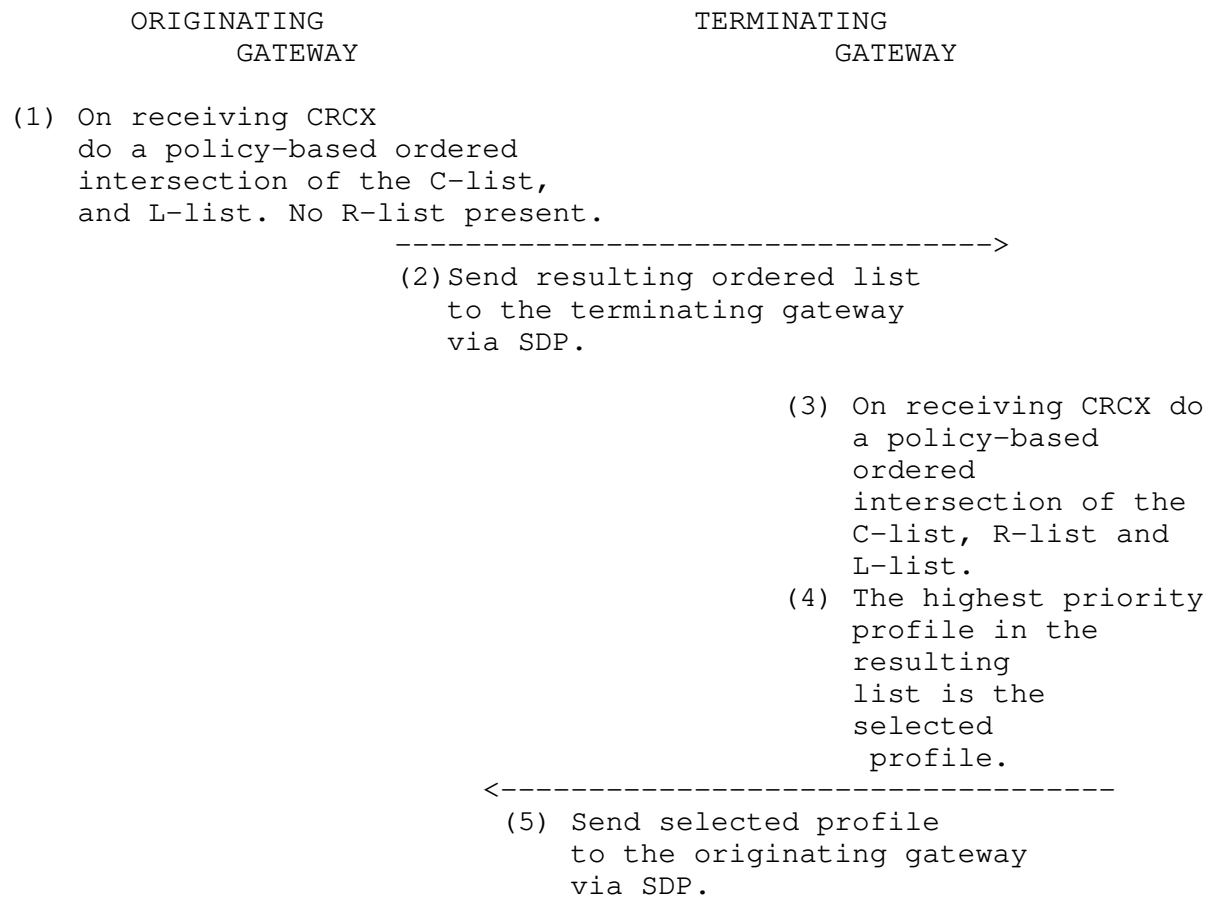 ORIGINATING TERMINATING
GATEWAY GATEWAY
(1) On receiving CRCX
do a policy-based ordered
intersection of the C-list,
and L-list. No R-list present.
---------------------------------->
(2)Send resulting ordered list
to the terminating gateway
via SDP.
(3) On receiving CRCX do
a policy-based
ordered
intersection of the
C-list, R-list and
L-list.
(4) The highest priority
profile in the
resulting
list is the
selected
profile.
<-----------------------------------
(5) Send selected profile
to the originating gateway
via SDP.